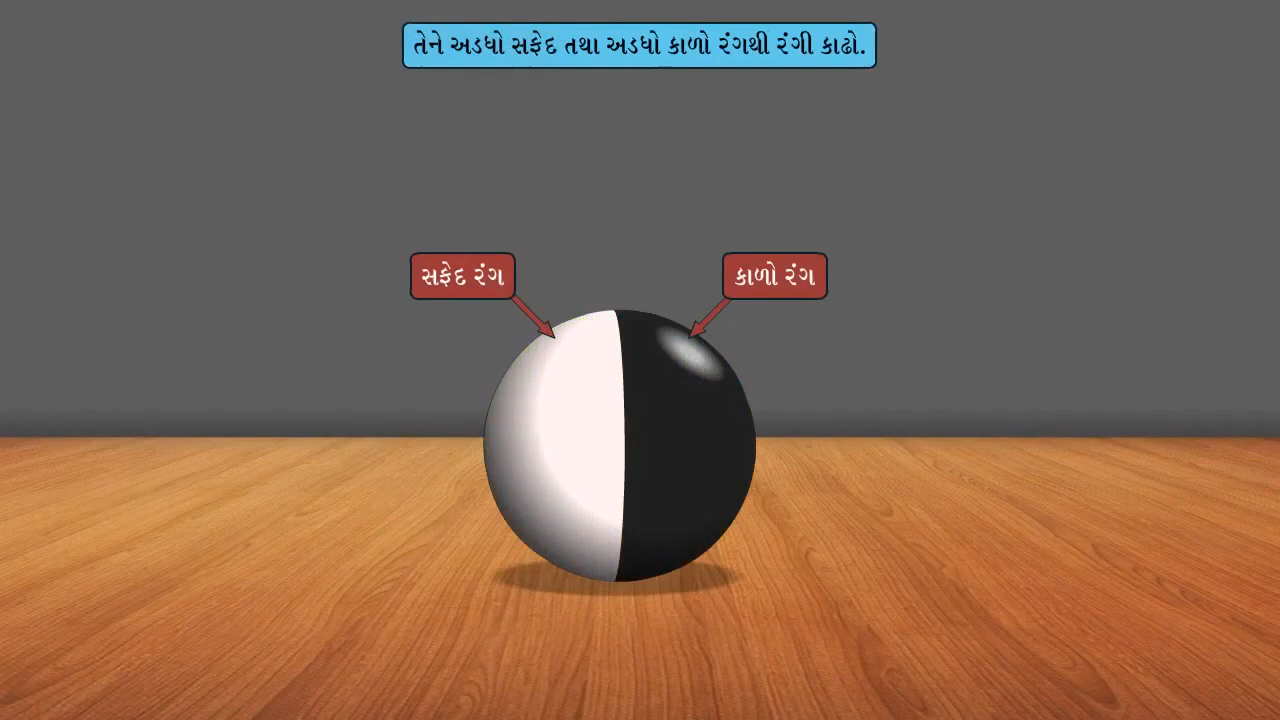 તેને અડધો સફેદ તથા અડધો કાળો રંગથી રંગી કાઢો.
સફેદ રંગ
કાળો રંગ